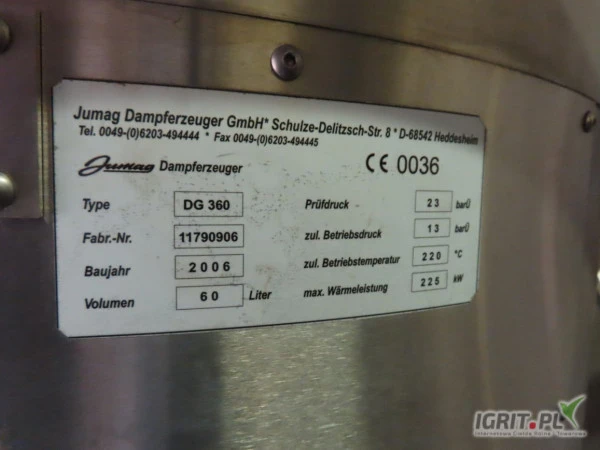 Jumag Dampferzeuger GmbH* Schulze-Delitzsch-Str. 8 * D-68542 Heddesheim
Tel. 0049-(0)6203-494444 * Fax 0049-(0)6203-494445
Jumag Dampferzeuger
CE 0036
Type DG 360 Prüfdruck 23 barÜ
Fabr.-Nr. 11790906 zul. Betriebsdruck 13 barÜ
Baujahr 2006 zul. Betriebstemperatur 220 °C
Volumen 60 Liter max. Wärmeleistung 225 kW
IGRIT.PL